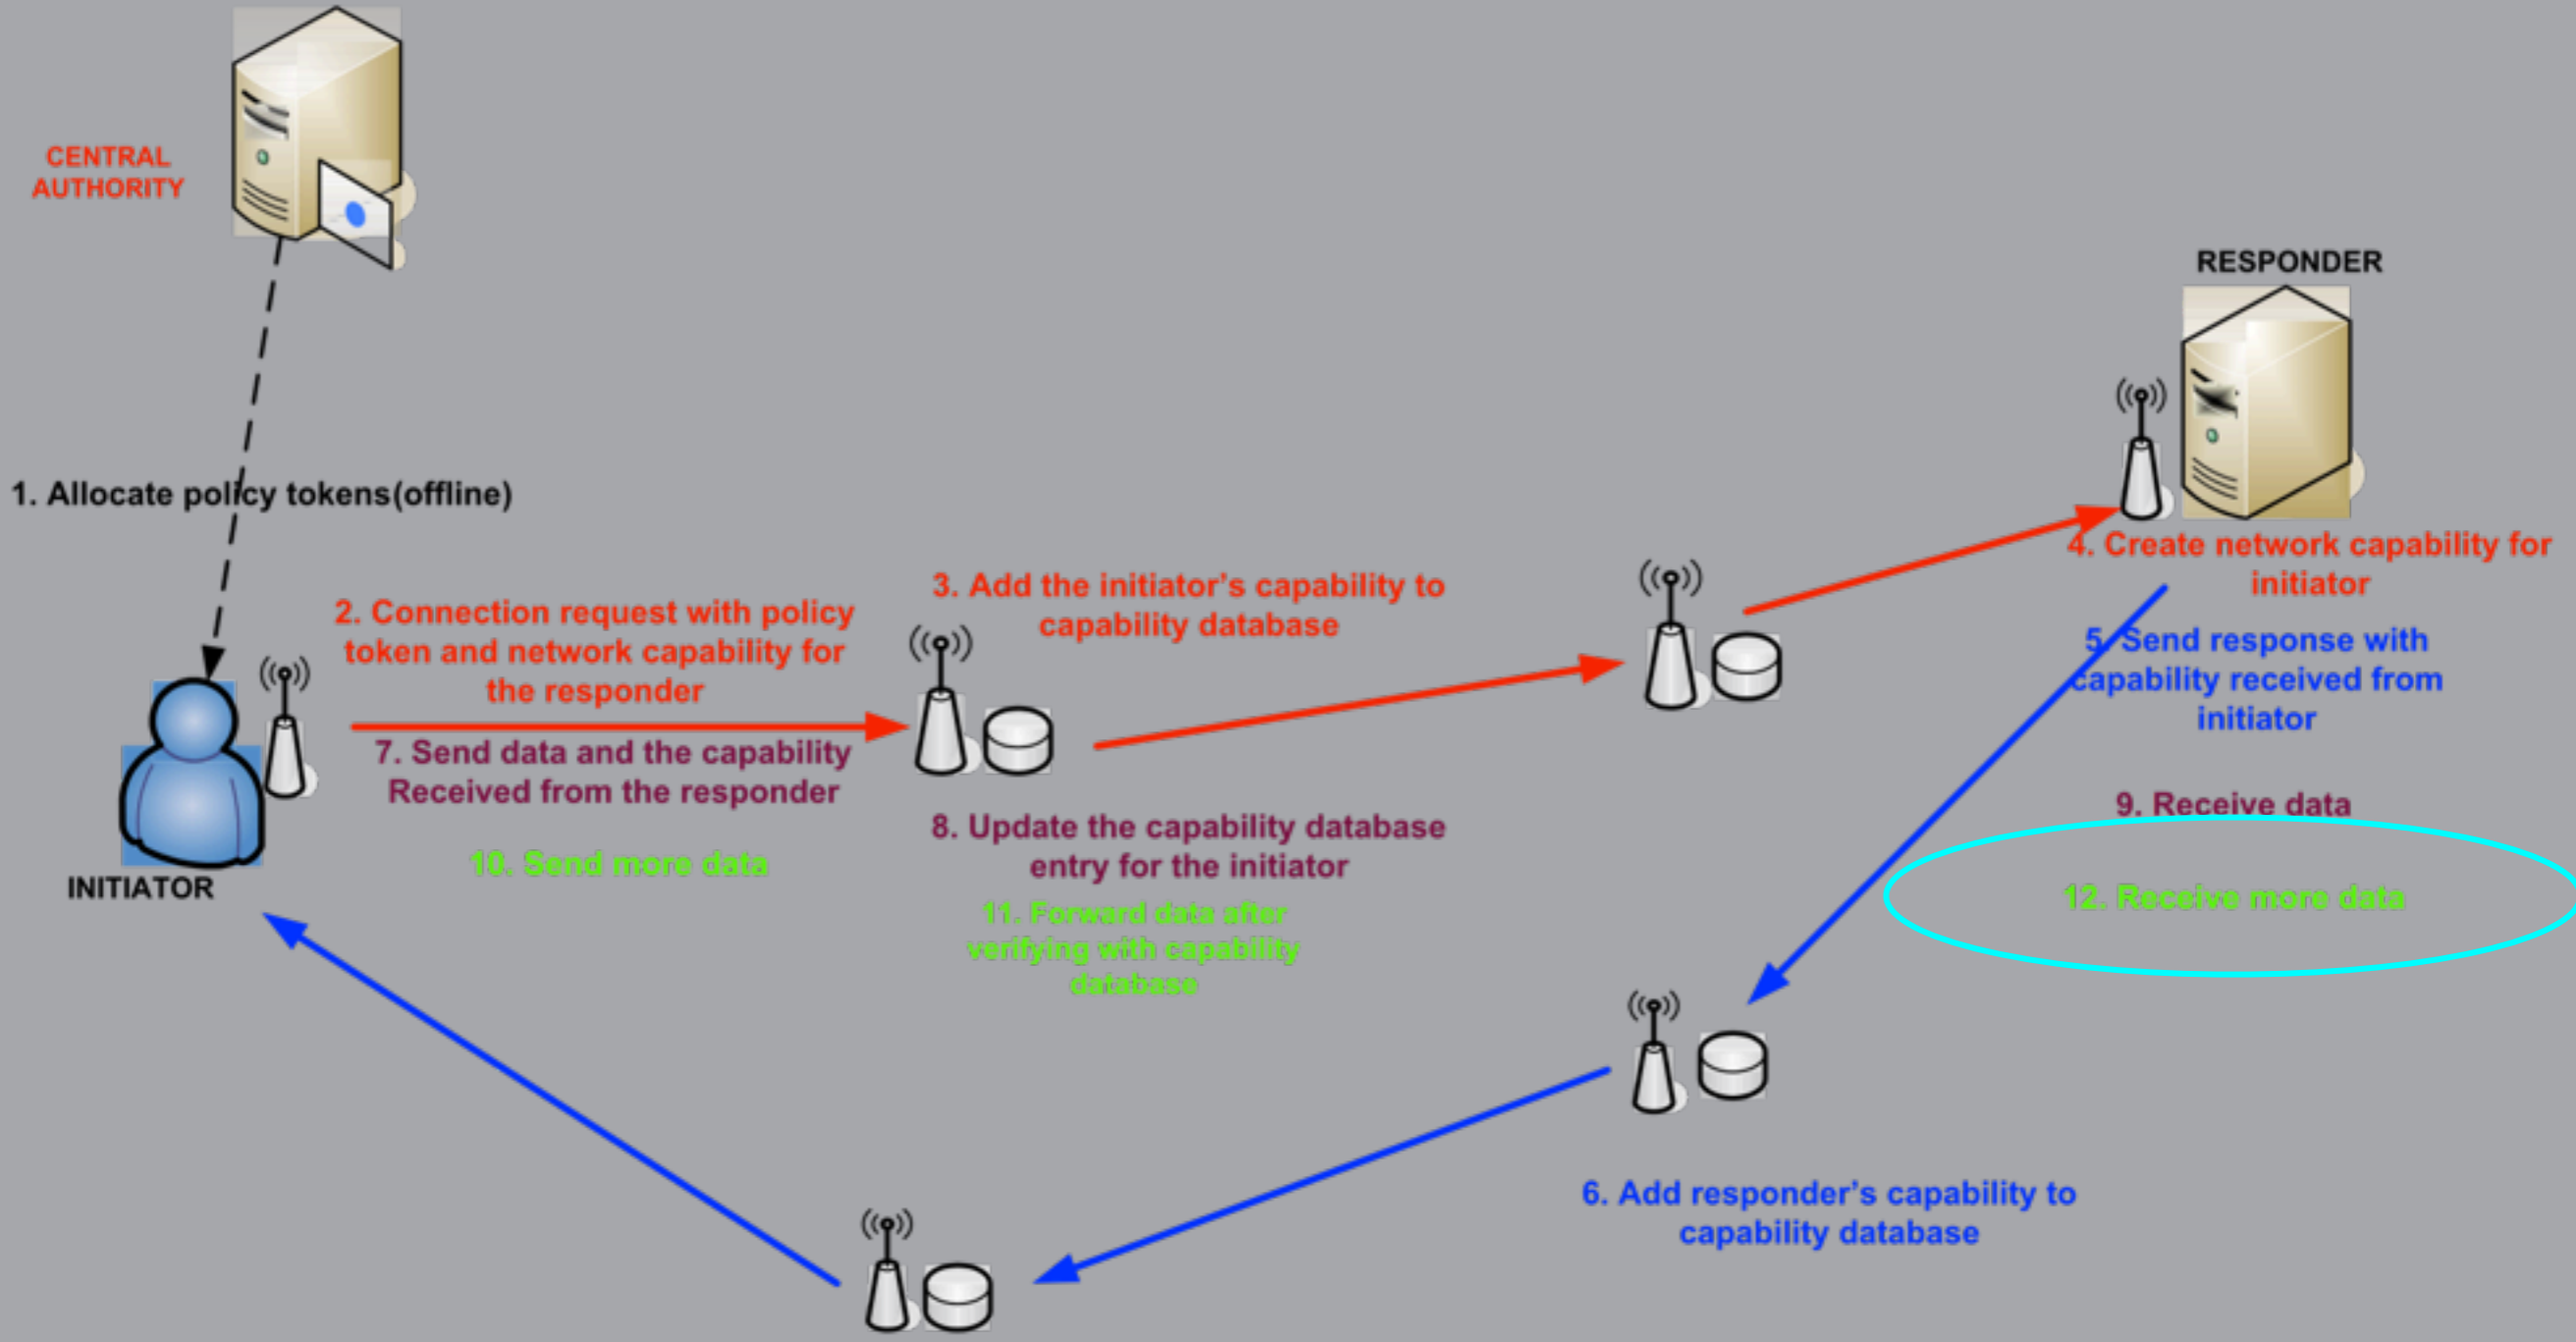 CENTRAL
AUTHORITY
RESPONDER
1. Allocate policy tokens(offline)
2. Connection request with policy
token and network capability for
the responder
3. Add the initiator's capability to
capability database
4. Create network capability for
initiator
5. Send response with
capability received from
initiator
7. Send data and the capability
Received from the responder
8. Update the capability database
entry for the initiator
9. Receive data
10. Send more data
INITIATOR
11. Forward data after
verifying with capability
database
12. Receive more data
6. Add responder's capability to
capability database